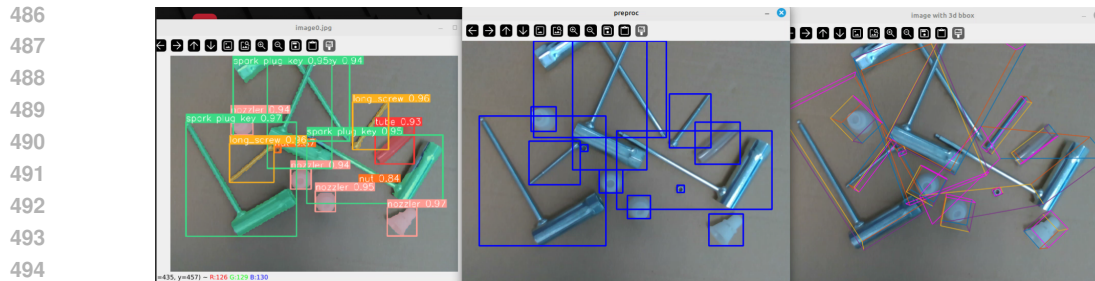 486
487
488
489
490
491
492
493
494
image0.jpg
spark plug key 0.95
0.94
nozzler 0.94
long_screw 0.96
spark plug key 0.97
tube 0.93
spark plug key 0.95
long_screw 0.96
nozzler 0.94
nut 0.84
nozzler 0.95
nozzler 0.97
=435, y=457) ~ R:126 G:129 B:130
preproc
image with 3d bbox